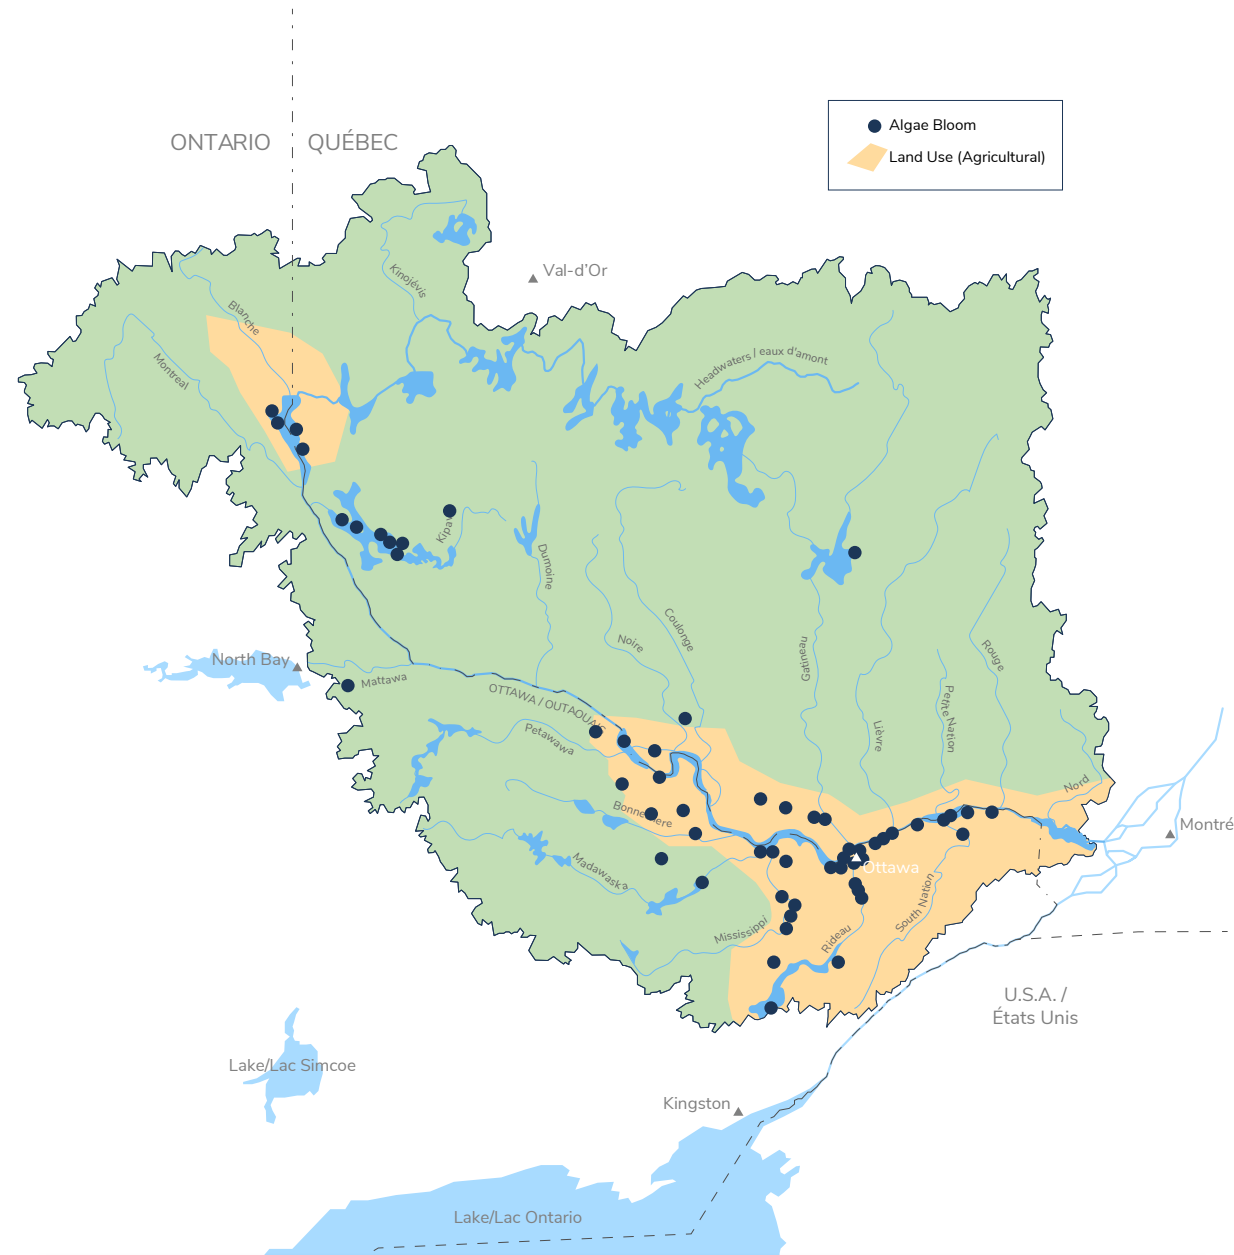 ONTARIO
QUÉBEC
Algae Bloom
Land Use (Agricultural)
Val-d'Or
Kinojévis
Blanche
Montreal
Headwaters / eaux d'amont
Kipawa
Dumoine
Noire
Coulonge
Gatineau
Rouge
North Bay
Mattawa
OTTAWA / OUTAOUAIS
Petawawa
Lièvre
Petite Nation
Nord
Bonnechere
Montré
Ottawa
Madawaska
South Nation
Mississippi
Rideau
U.S.A. /
États Unis
Lake/Lac Simcoe
Kingston
Lake/Lac Ontario